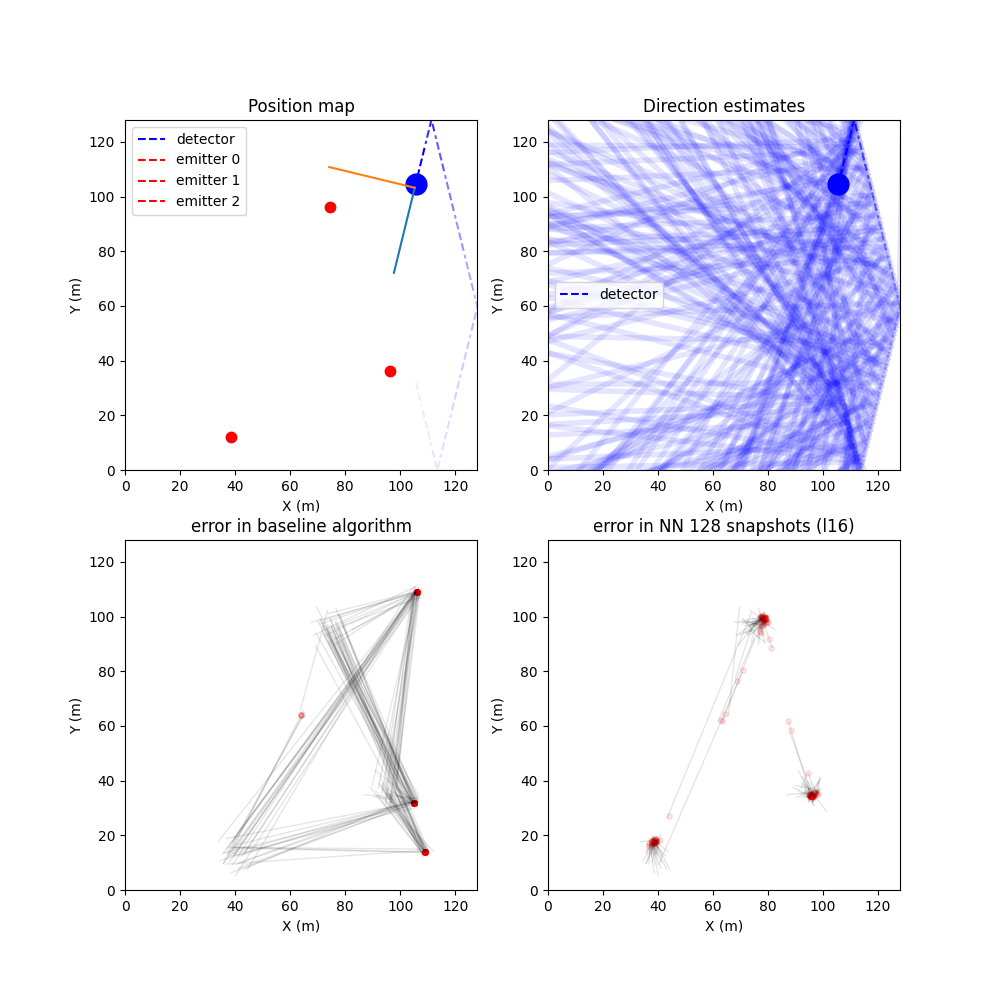 Position map
Y (m)
120
100
80
60
40
20
0
detector
emitter 0
emitter 1
emitter 2
0 20 40 60 80 100 120
X (m)
Direction estimates
Y (m)
120
100
80
60
40
20
0
detector
0 20 40 60 80 100 120
X (m)
error in baseline algorithm
Y (m)
120
100
80
60
40
20
0
0 20 40 60 80 100 120
X (m)
error in NN 128 snapshots (l16)
Y (m)
120
100
80
60
40
20
0
0 20 40 60 80 100 120
X (m)